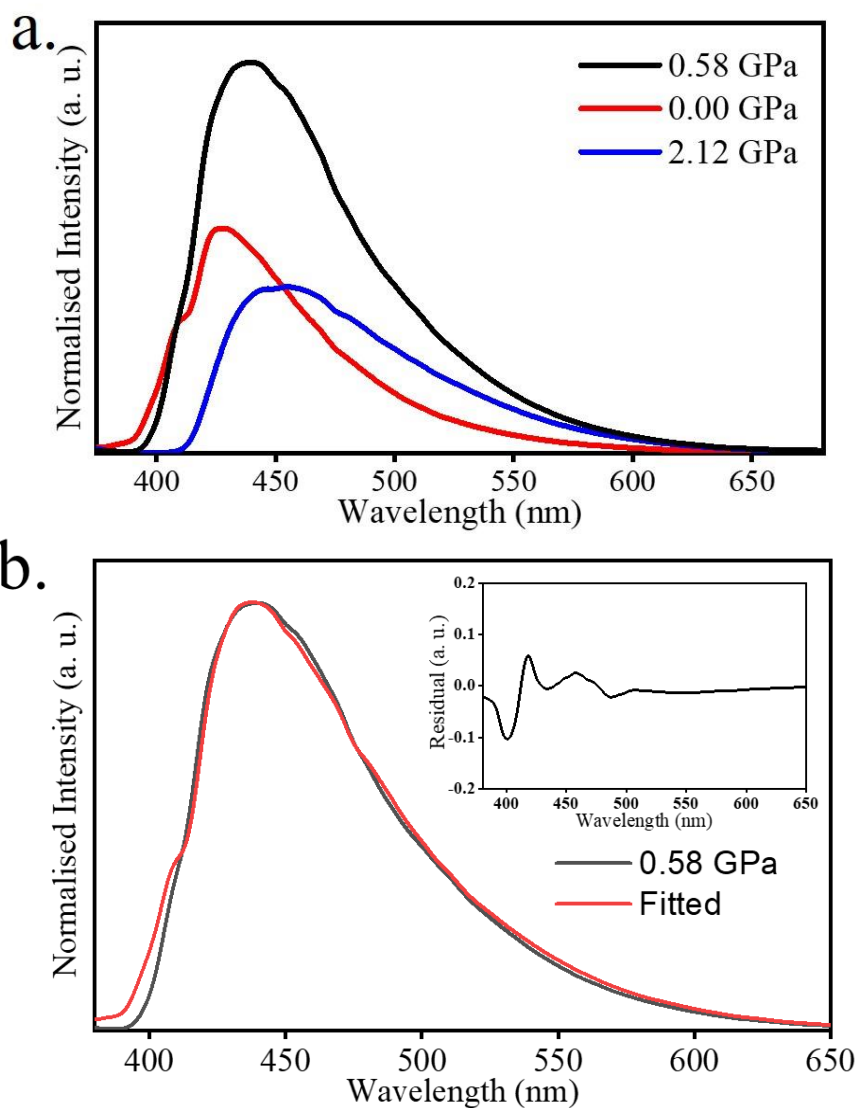 a.
Normalised Intensity (a. u.)
0.58 GPa
0.00 GPa
2.12 GPa
400 450 500 550 600 650
Wavelength (nm)
b.
Normalised Intensity (a. u.)
Residual (a. u.)
0.2
0.1
0.0
-0.1
-0.2
400 450 500 550 600 650
Wavelength (nm)
0.58 GPa
Fitted
400 450 500 550 600 650
Wavelength (nm)